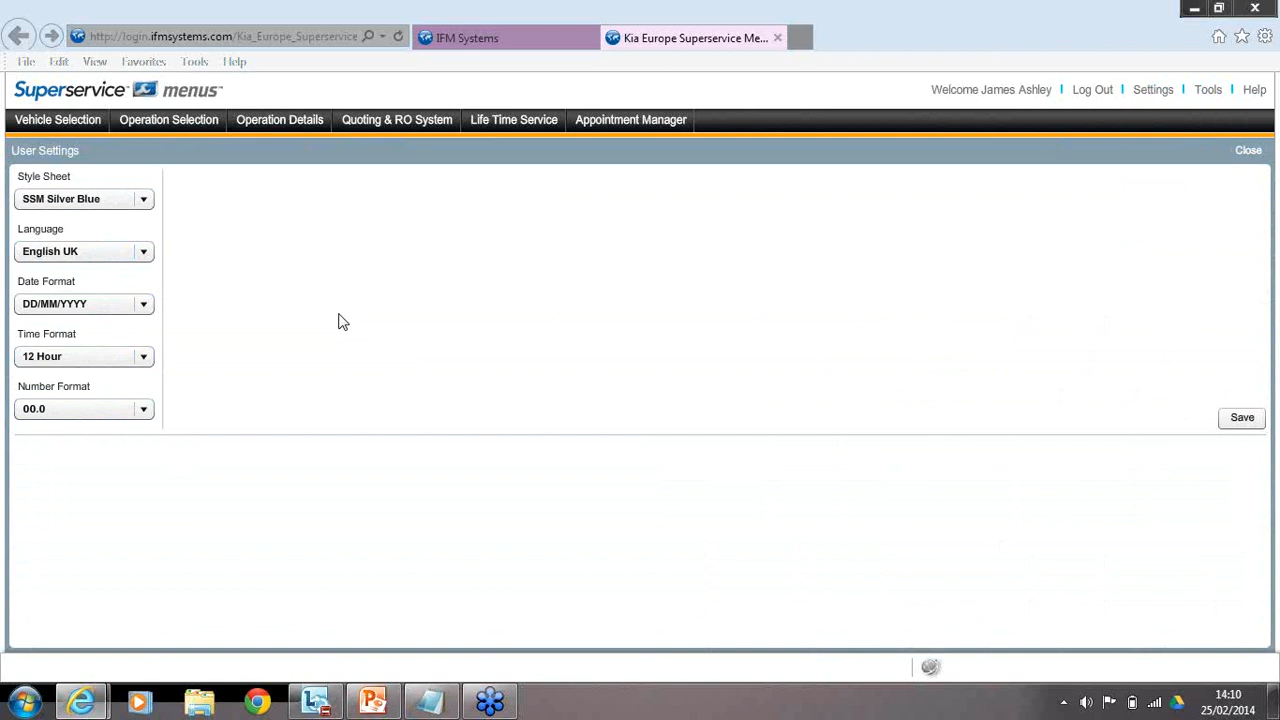 http://login.ifmsystems.com/Kia_Europe_Superservice
IFM Systems
Kia Europe Superservice Me...
File Edit View Favorites Tools Help
Superservice menus™
Welcome James Ashley | Log Out | Settings | Tools | Help
Vehicle Selection Operation Selection Operation Details Quoting & RO System Life Time Service Appointment Manager
User Settings Close
Style Sheet
SSM Silver Blue
Language
English UK
Date Format
DD/MM/YYYY
Time Format
12 Hour
Number Format
00.0
Save
14:10
25/02/2014